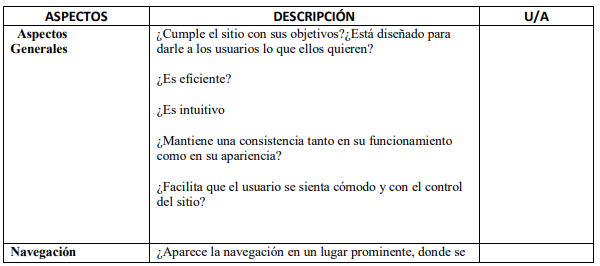 ASPECTOS DESCRIPCIÓN U/A
Aspectos
Generales
¿Cumple el sitio con sus objetivos?¿Está diseñado para
darle a los usuarios lo que ellos quieren?
¿Es eficiente?
¿Es intuitivo
¿Mantiene una consistencia tanto en su funcionamiento
como en su apariencia?
¿Facilita que el usuario se sienta cómodo y con el control
del sitio?
Navegación ¿Aparece la navegación en un lugar prominente, donde se